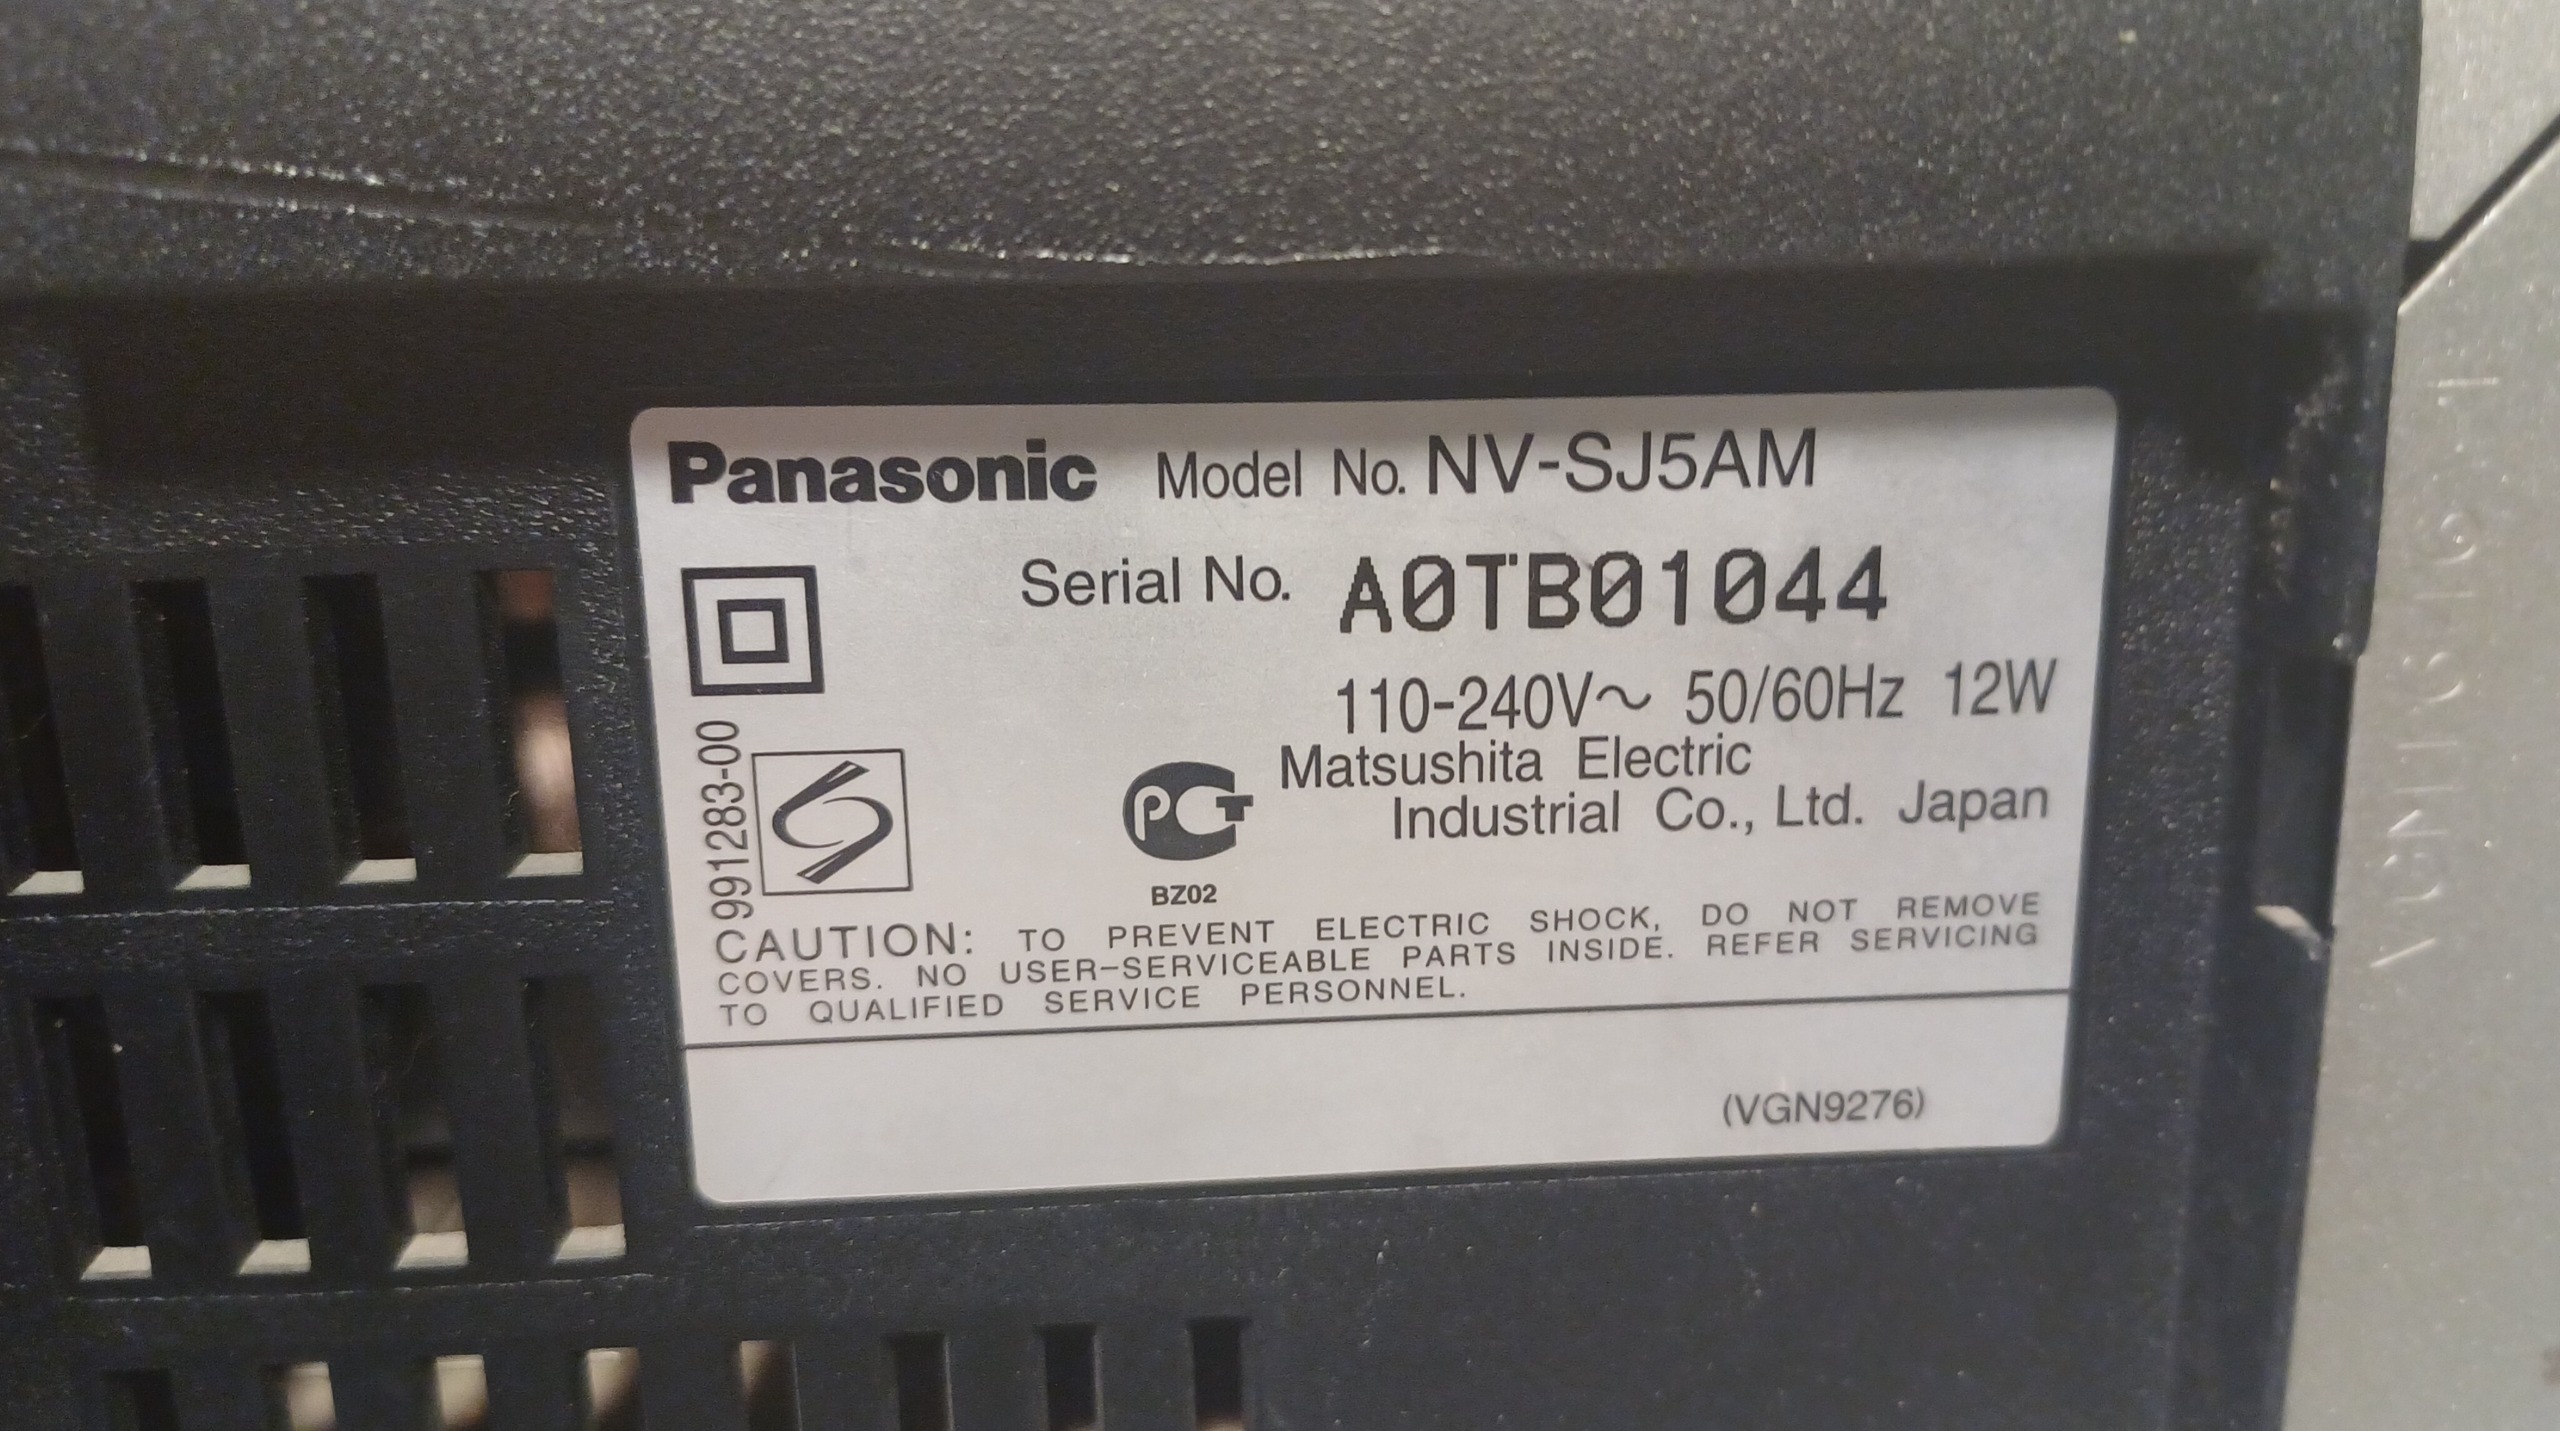 Panasonic Model No. NV-SJ5AM
Serial No. A0TB01044
110-240V~ 50/60Hz 12W
991283-00
Matsushita Electric
Industrial Co., Ltd. Japan
РСТ
BZ02
CAUTION: TO PREVENT ELECTRIC SHOCK, DO NOT REMOVE
COVERS. NO USER-SERVICEABLE PARTS INSIDE. REFER SERVICING
TO QUALIFIED SERVICE PERSONNEL.
(VGN9276)